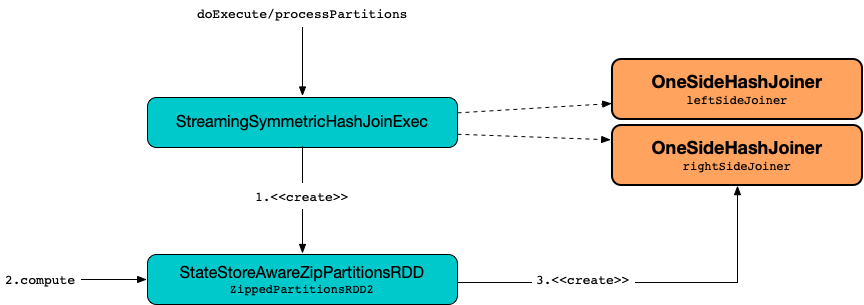 doExecute/processPartitions
OneSideHashJoiner
leftSideJoiner
StreamingSymmetricHashJoinExec
OneSideHashJoiner
rightSideJoiner
1.<<create>>
StateStoreAwareZipPartitionsRDD
ZippedPartitionsRDD2
2.compute
3.<<create>>